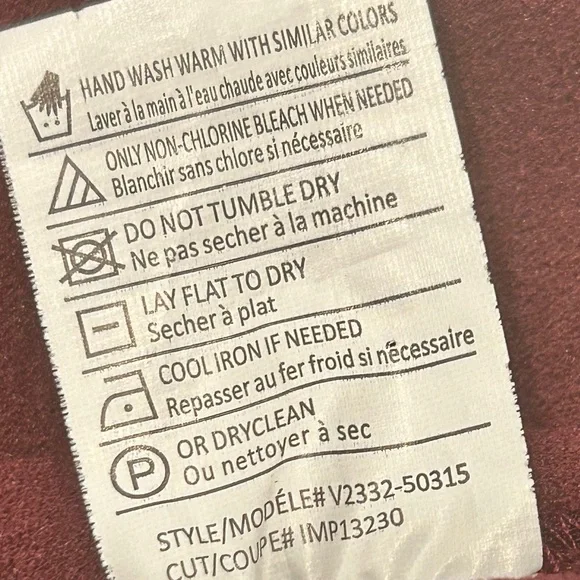 HAND WASH WARM WITH SIMILAR COLORS
Laver à la main à l'eau chaude avec couleurs similaires
ONLY NON-CHLORINE BLEACH WHEN NEEDED
Blanchir sans chlore si nécessaire
DO NOT TUMBLE DRY
Ne pas secher à la machine
LAY FLAT TO DRY
Secher à plat
COOL IRON IF NEEDED
Repasser au fer froid si nécessaire
P
OR DRYCLEAN
Ou nettoyer à sec
STYLE/MODÉLE# V2332-50315
CUT/COUPE# IMP13230